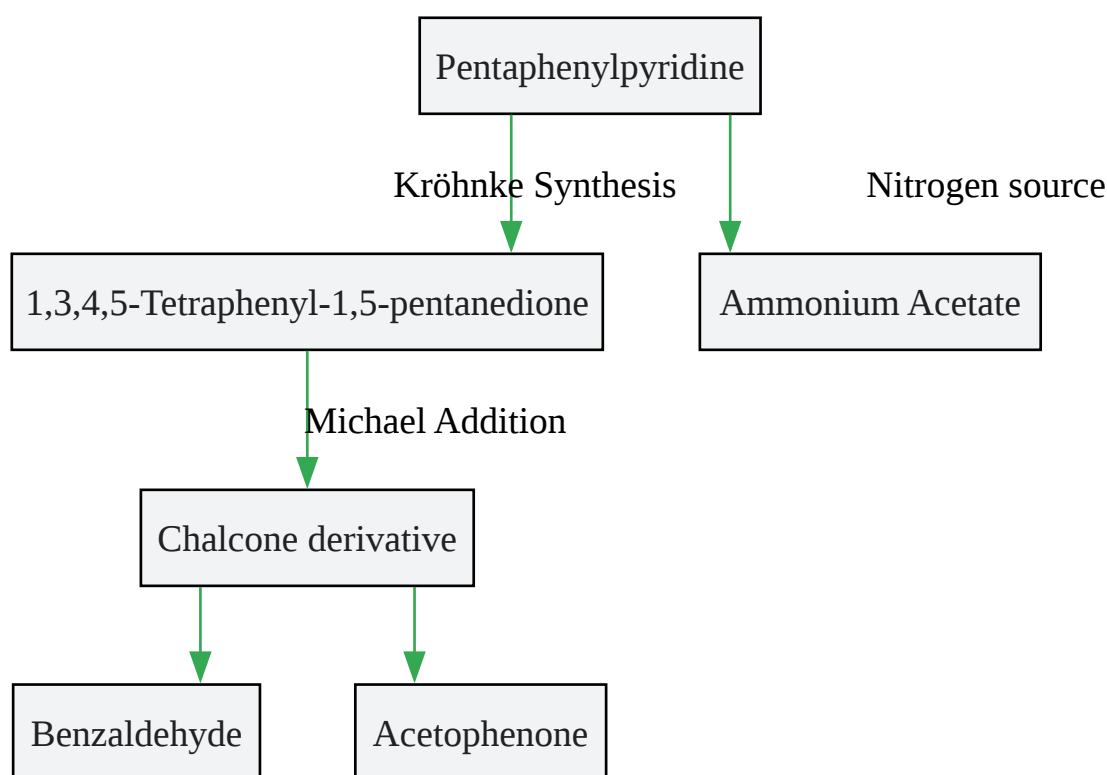 Pentaphenylpyridine
Kröhnke Synthesis
Nitrogen source
1,3,4,5-Tetraphenyl-1,5-pentanedione
Ammonium Acetate
Michael Addition
Chalcone derivative
Benzaldehyde
Acetophenone